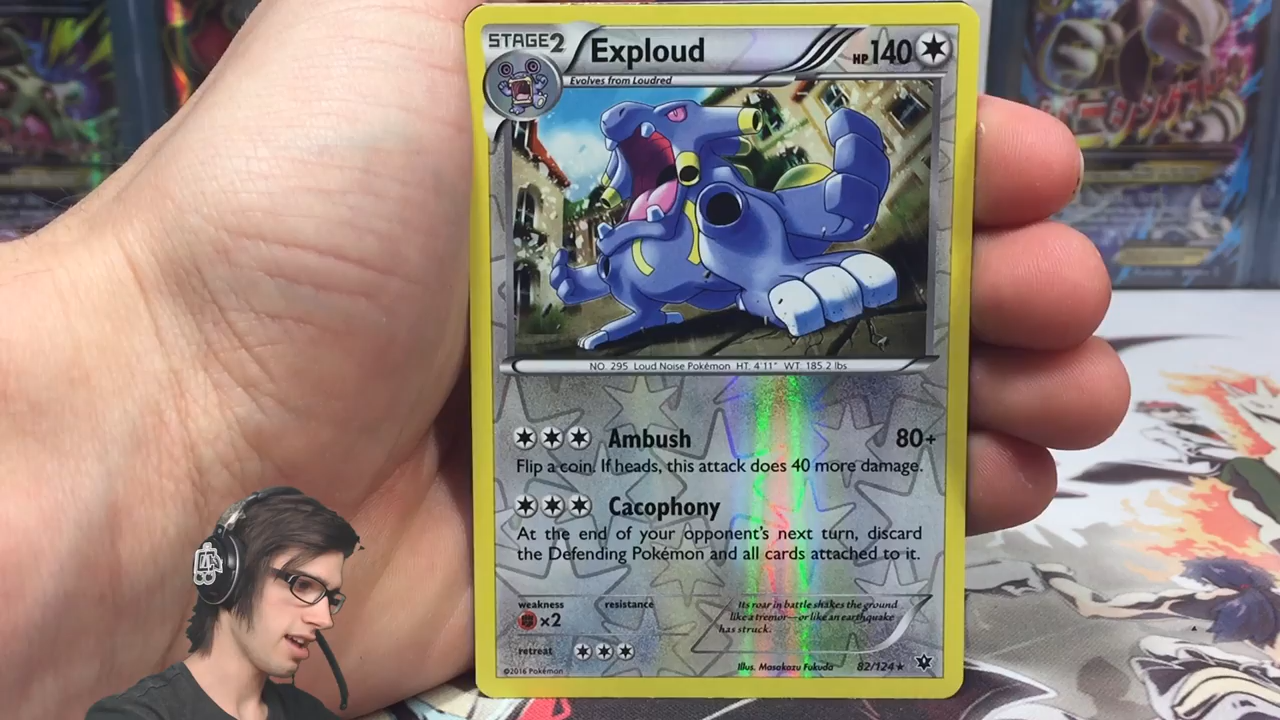 STAGE2
Exploud
HP140
Evolves from Loudred
NO. 295 Loud Noise Pokémon HT: 4'11" WT: 185.2 lbs
Ambush 80+
Flip a coin. If heads, this attack does 40 more damage.
Cacophony
At the end of your opponent's next turn, discard
the Defending Pokémon and all cards attached to it.
weakness resistance
×2
retreat
Its roar in battle shakes the ground
like a tremor—or like an earthquake
has struck.
©2016 Pokémon
Illus. Masakazu Fukuda
82/124★